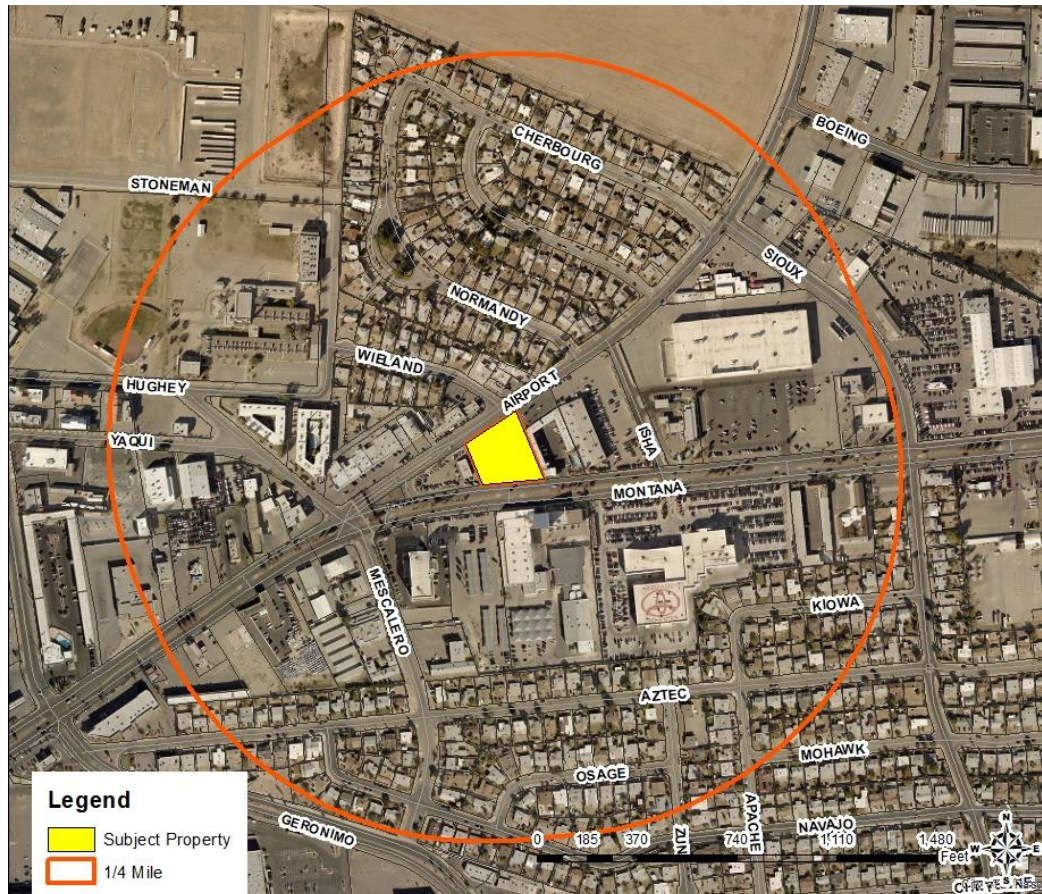 CHERBOURG
BOEING
STONEMAN
SIOUX
NORMANDY
WIELAND
HUGHEY
AIRPORT
YAQUI
ISHA
MONTANA
MESCALERO
KIOWA
AZTEC
MOHAWK
OSAGE
GERONIMO
APACHE
NAVAJO
ZUN
Legend
Subject Property
1/4 Mile
0 185 370 740 1,110 1,480
Feet
N
W E
S